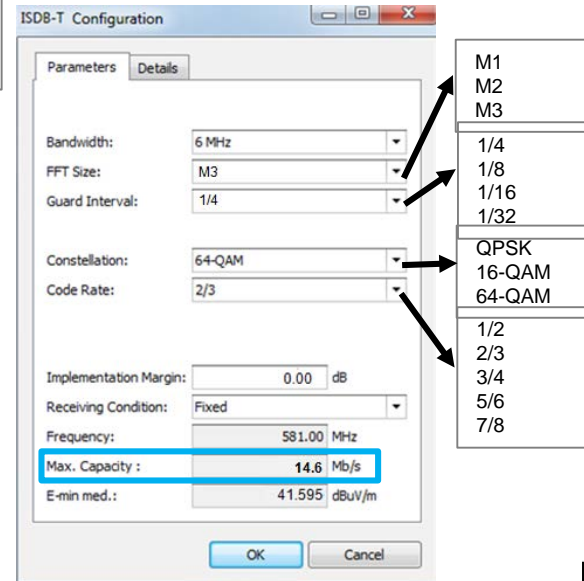 ISDB-T Configuration
Parameters Details
Bandwidth: 6 MHz
FFT Size: M3
Guard Interval: 1/4
Constellation: 64-QAM
Code Rate: 2/3
Implementation Margin: 0.00 dB
Receiving Condition: Fixed
Frequency: 581.00 MHz
Max. Capacity : 14.6 Mb/s
E-min med.: 41.595 dBuV/m
OK Cancel
M1
M2
M3
1/4
1/8
1/16
1/32
QPSK
16-QAM
64-QAM
1/2
2/3
3/4
5/6
7/8